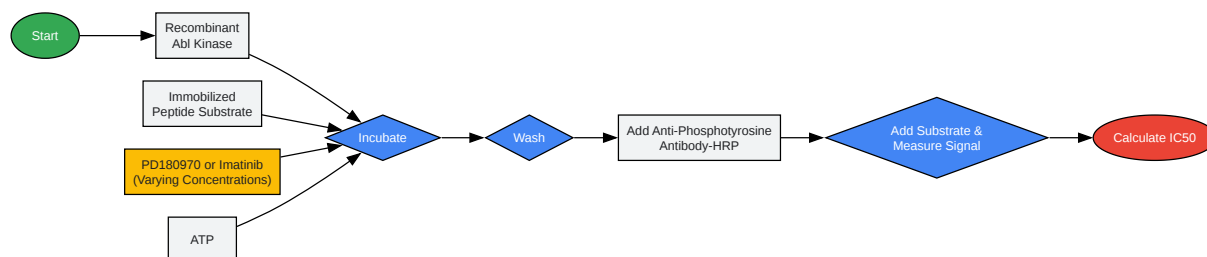 Start
Recombinant
Abl Kinase
Immobilized
Peptide Substrate
PD180970 or Imatinib
(Varying Concentrations)
ATP
Incubate
Wash
Add Anti-Phosphotyrosine
Antibody-HRP
Add Substrate &
Measure Signal
Calculate IC50